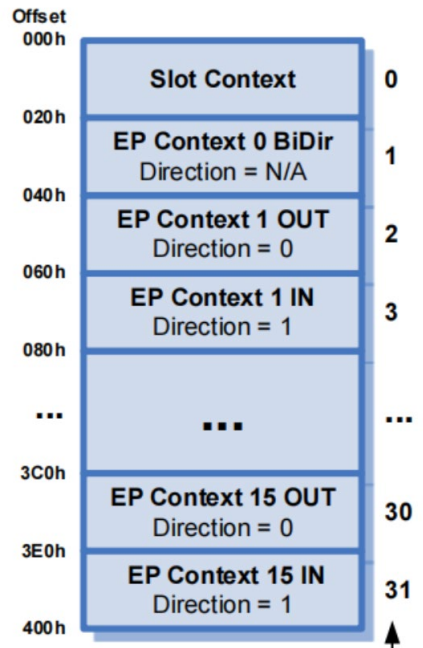 Offset
000h
Slot Context
0
020h
EP Context 0 BiDir
Direction = N/A
1
040h
EP Context 1 OUT
Direction = 0
2
060h
EP Context 1 IN
Direction = 1
3
080h
...
...
...
3C0h
EP Context 15 OUT
Direction = 0
30
3E0h
EP Context 15 IN
Direction = 1
31
400h